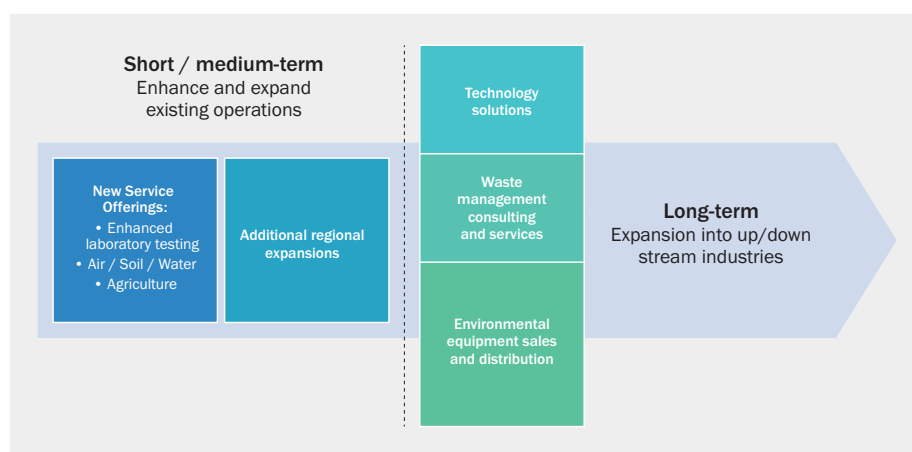 Short / medium-term
Enhance and expand
existing operations
New Service
Offerings:
• Enhanced
laboratory testing
• Air / Soil / Water
• Agriculture
Additional regional
expansions
Technology
solutions
Waste
management
consulting
and services
Environmental
equipment sales
and distribution
Long-term
Expansion into up/down
stream industries